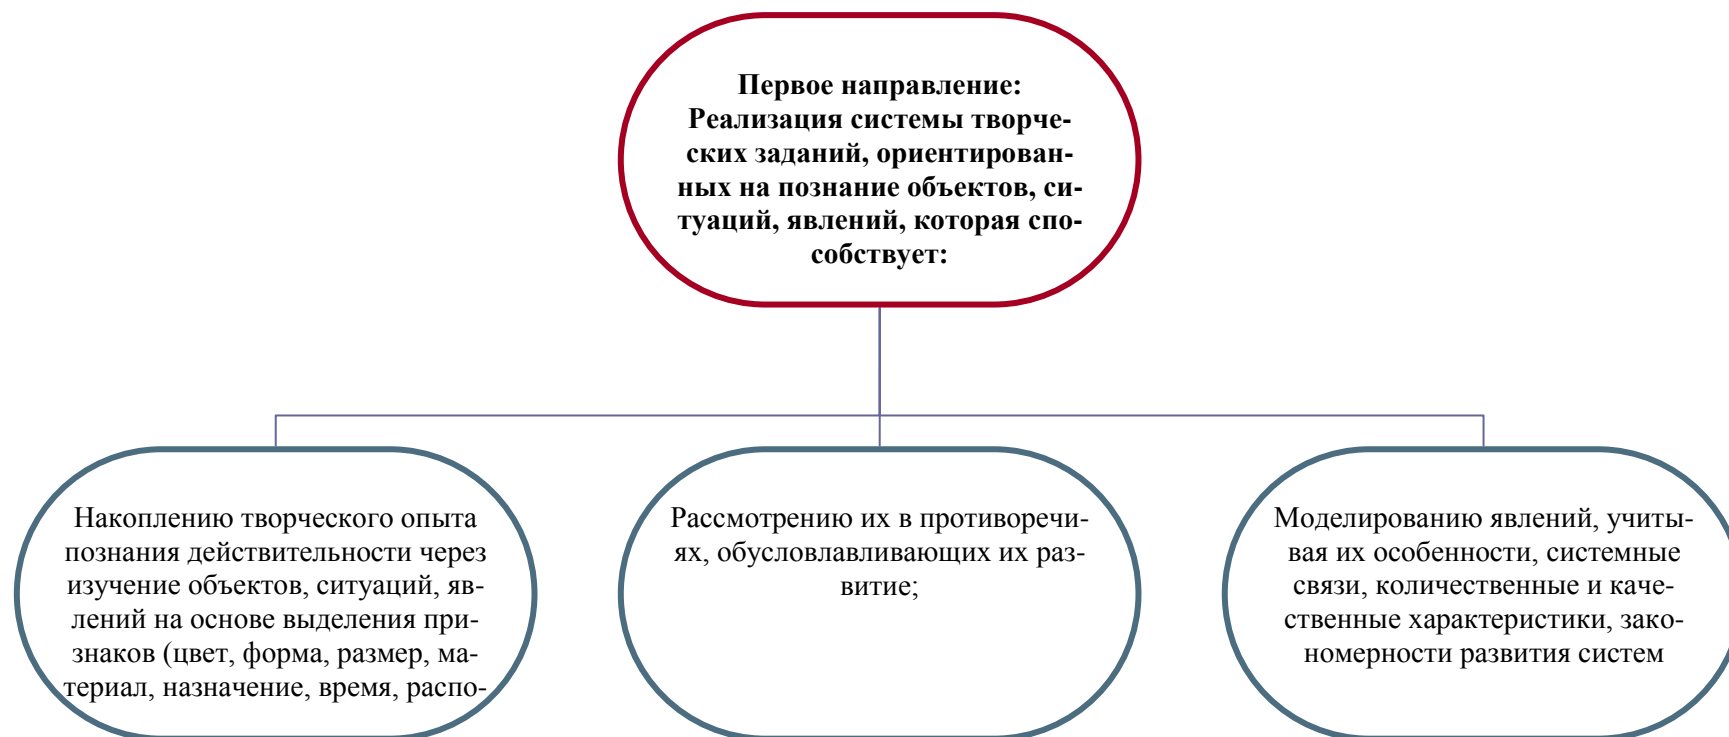 Первое направление:
Реализация системы творче-
ских заданий, ориентирован-
ных на познание объектов, си-
туаций, явлений, которая спо-
собствует:
Накоплению творческого опыта
познания действительности через
изучение объектов, ситуаций, яв-
лений на основе выделения при-
знаков (цвет, форма, размер, ма-
териал, назначение, время, распо-
Рассмотрению их в противоречи-
ях, обусловлавливающих их раз-
витие;
Моделированию явлений, учиты-
вая их особенности, системные
связи, количественные и каче-
ственные характеристики, зако-
номерности развития систем